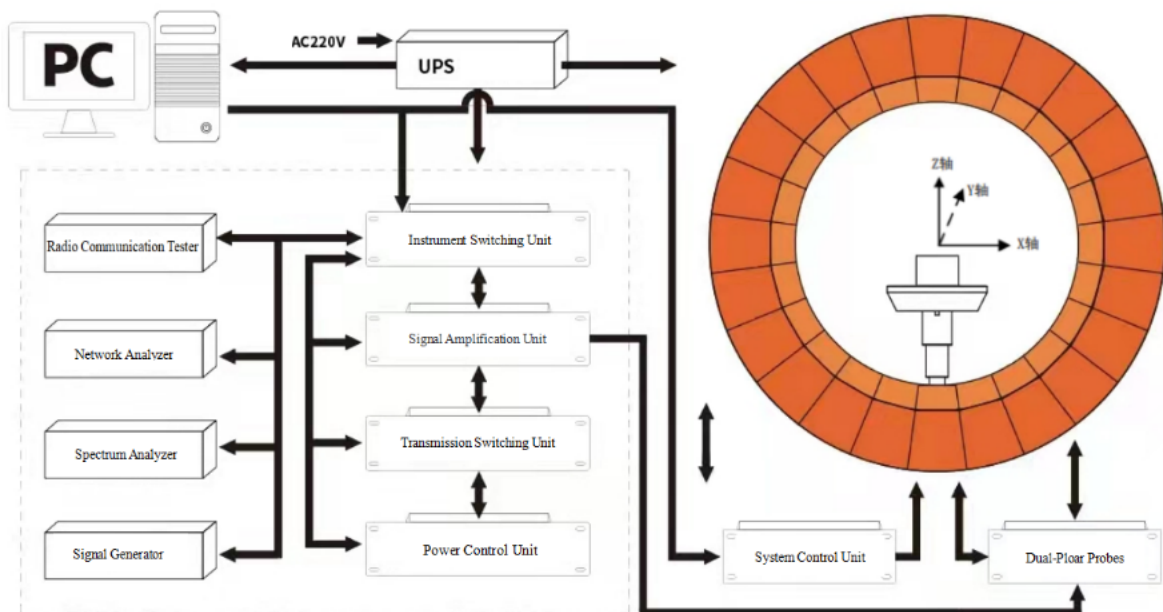 PC
AC220V
UPS
Z轴
Y轴
X轴
Radio Communication Tester
Instrument Switching Unit
Network Analyzer
Signal Amplification Unit
Spectrum Analyzer
Transmission Switching Unit
Signal Generator
Power Control Unit
System Control Unit
Dual-Ploar Probes